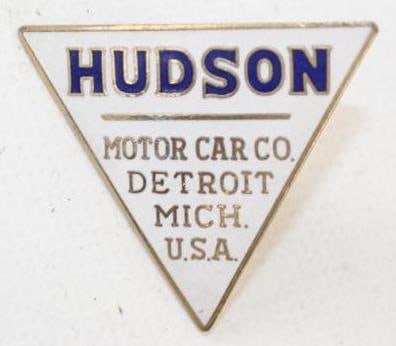 HUDSON
MOTOR CAR CO.
DETROIT
MICH.
U.S.A.